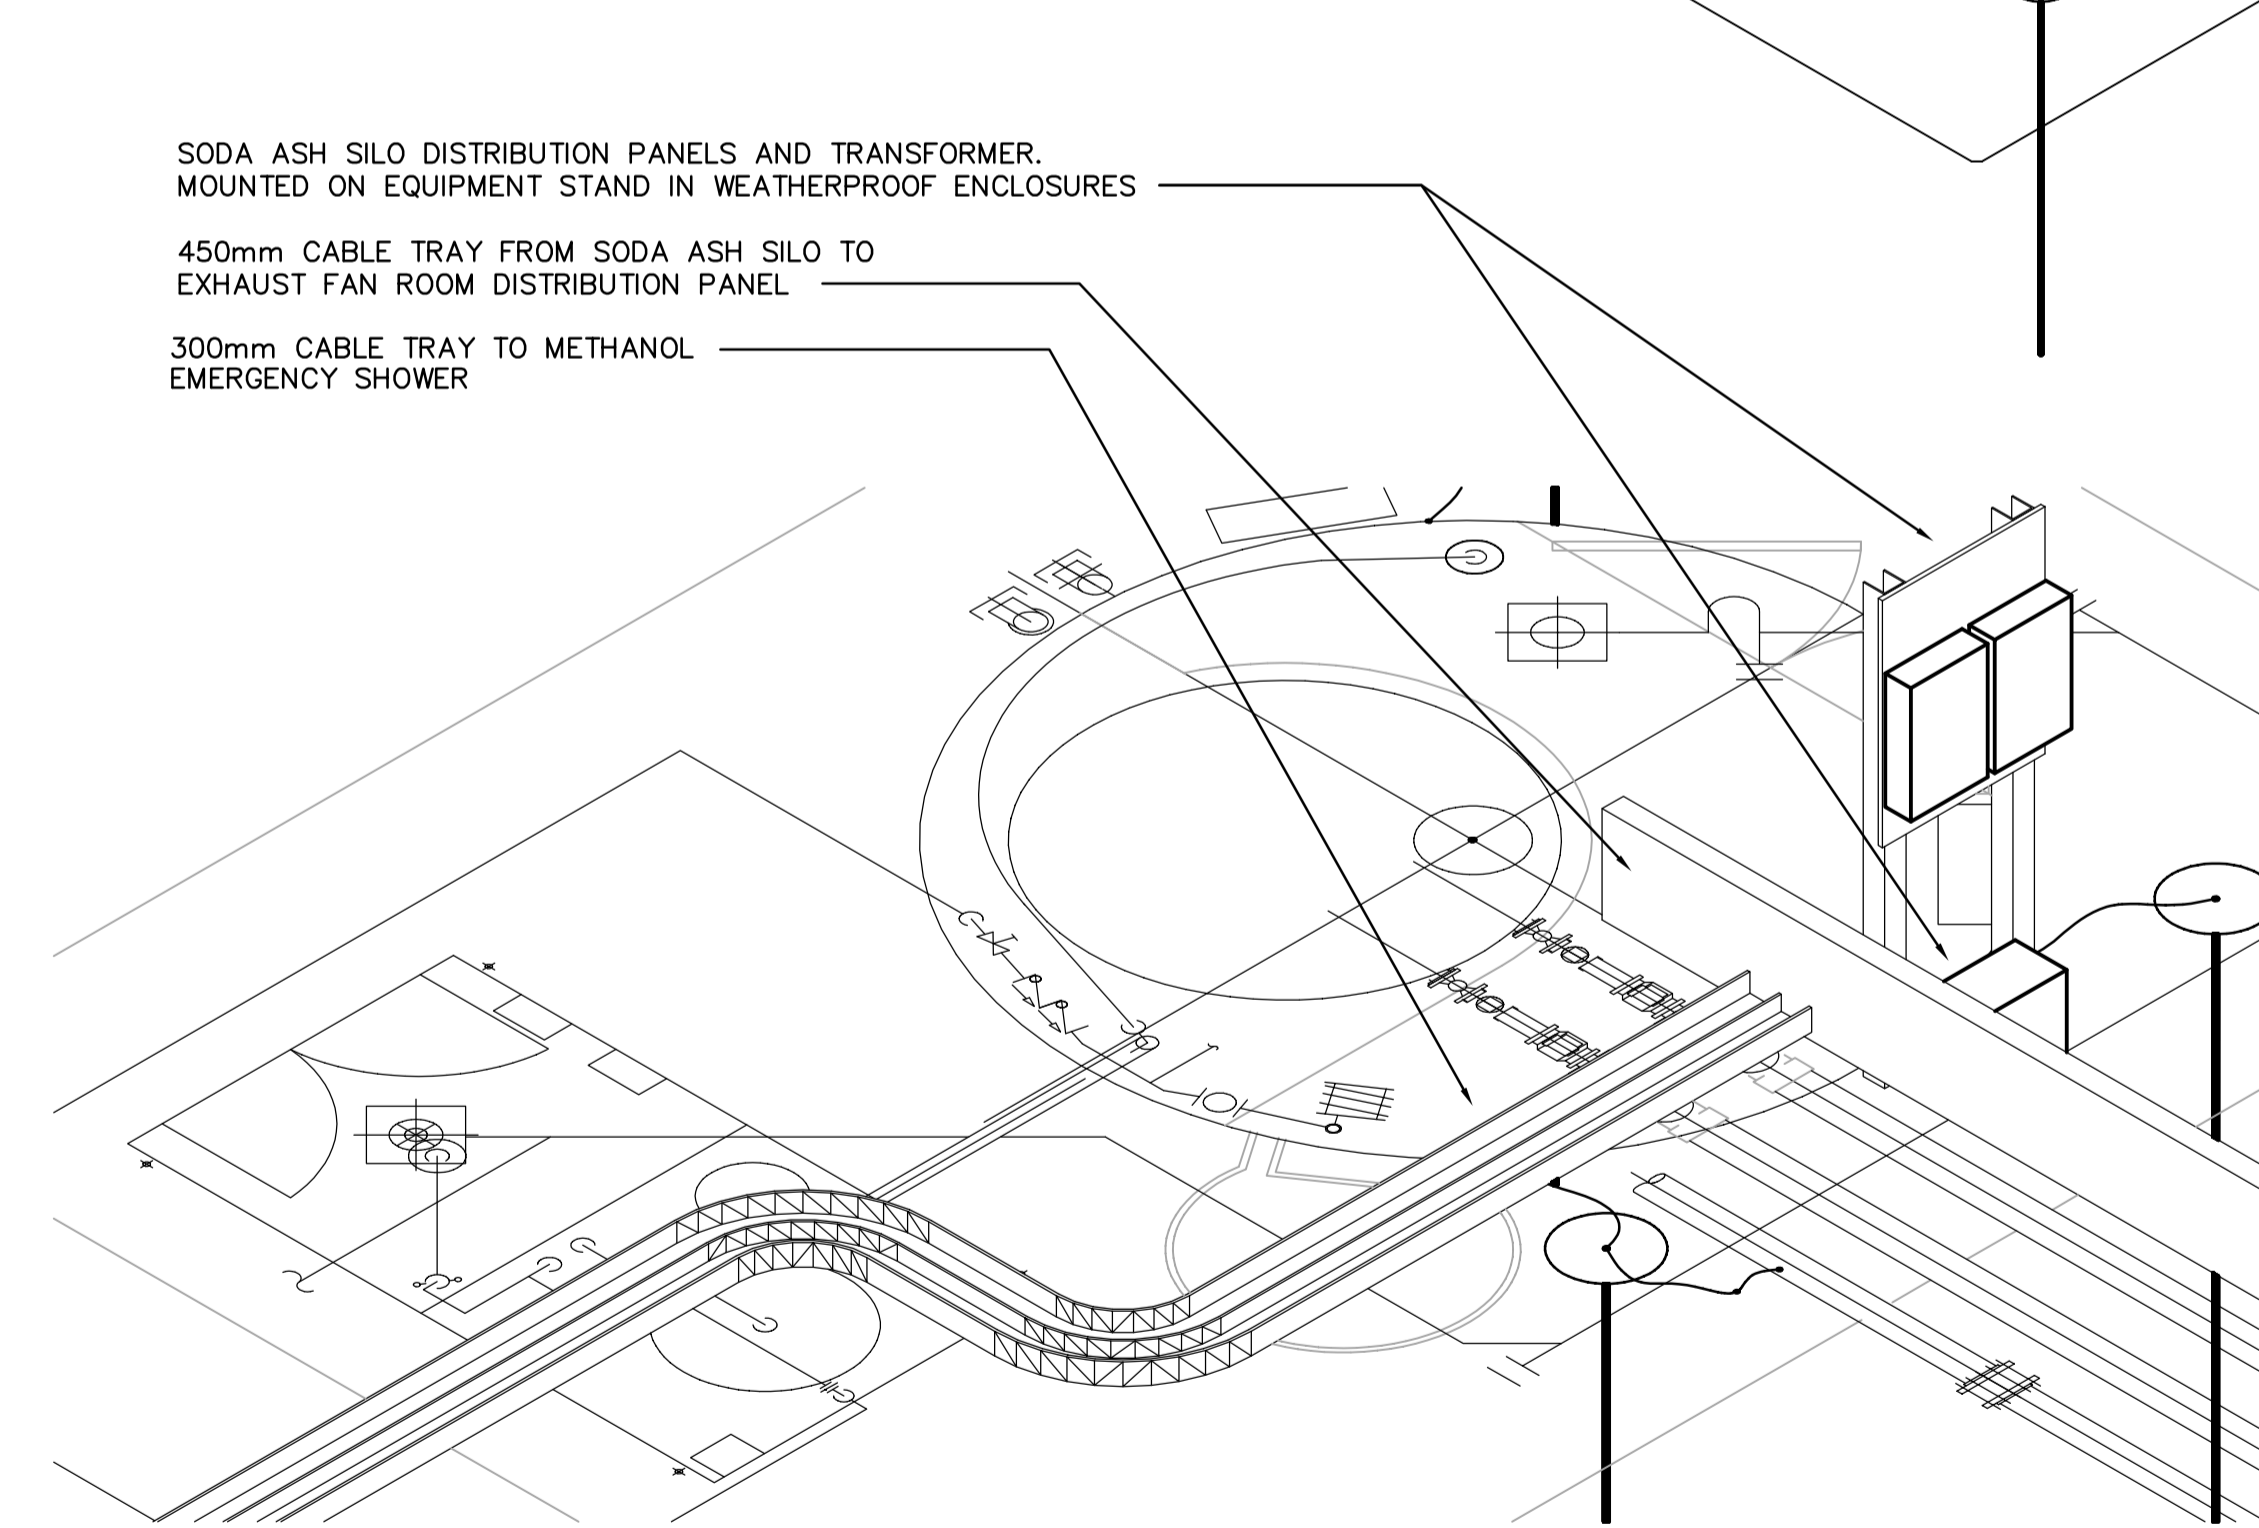 SODA ASH SILO DISTRIBUTION PANELS AND TRANSFORMER.
MOUNTED ON EQUIPMENT STAND IN WEATHERPROOF ENCLOSURES
450mm CABLE TRAY FROM SODA ASH SILO TO
EXHAUST FAN ROOM DISTRIBUTION PANEL
300mm CABLE TRAY TO METHANOL
EMERGENCY SHOWER